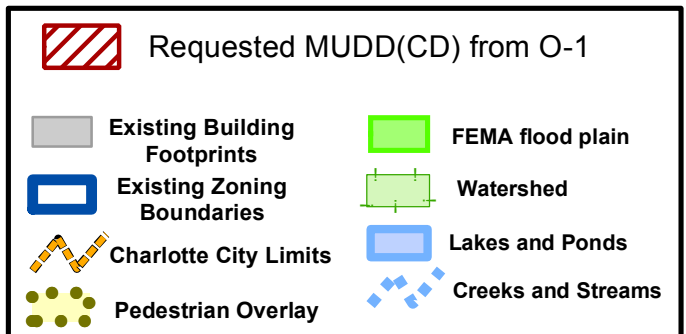 Requested MUDD(CD) from O-1
Existing Building
Footprints
Existing Zoning
Boundaries
Charlotte City Limits
Pedestrian Overlay
FEMA flood plain
Watershed
Lakes and Ponds
Creeks and Streams